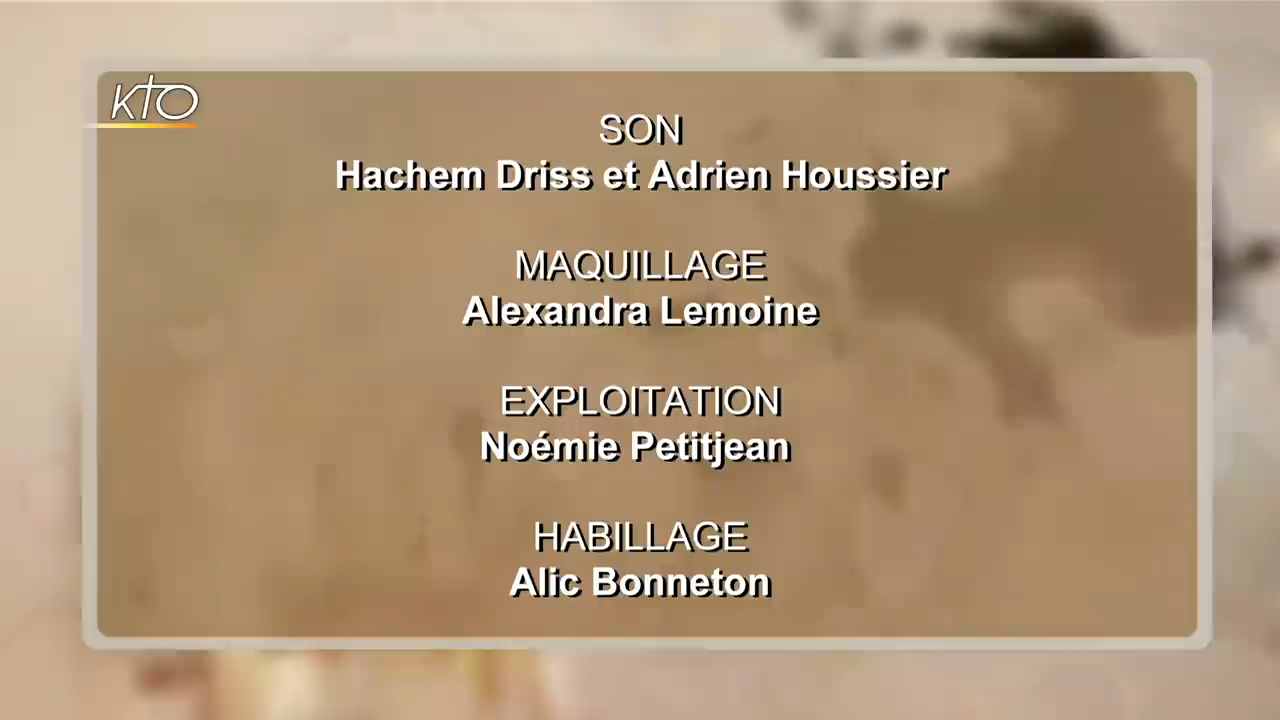 KTO
SON
Hachem Driss et Adrien Houssier
MAQUILLAGE
Alexandra Lemoine
EXPLOITATION
Noémie Petitjean
HABILLAGE
Alic Bonneton